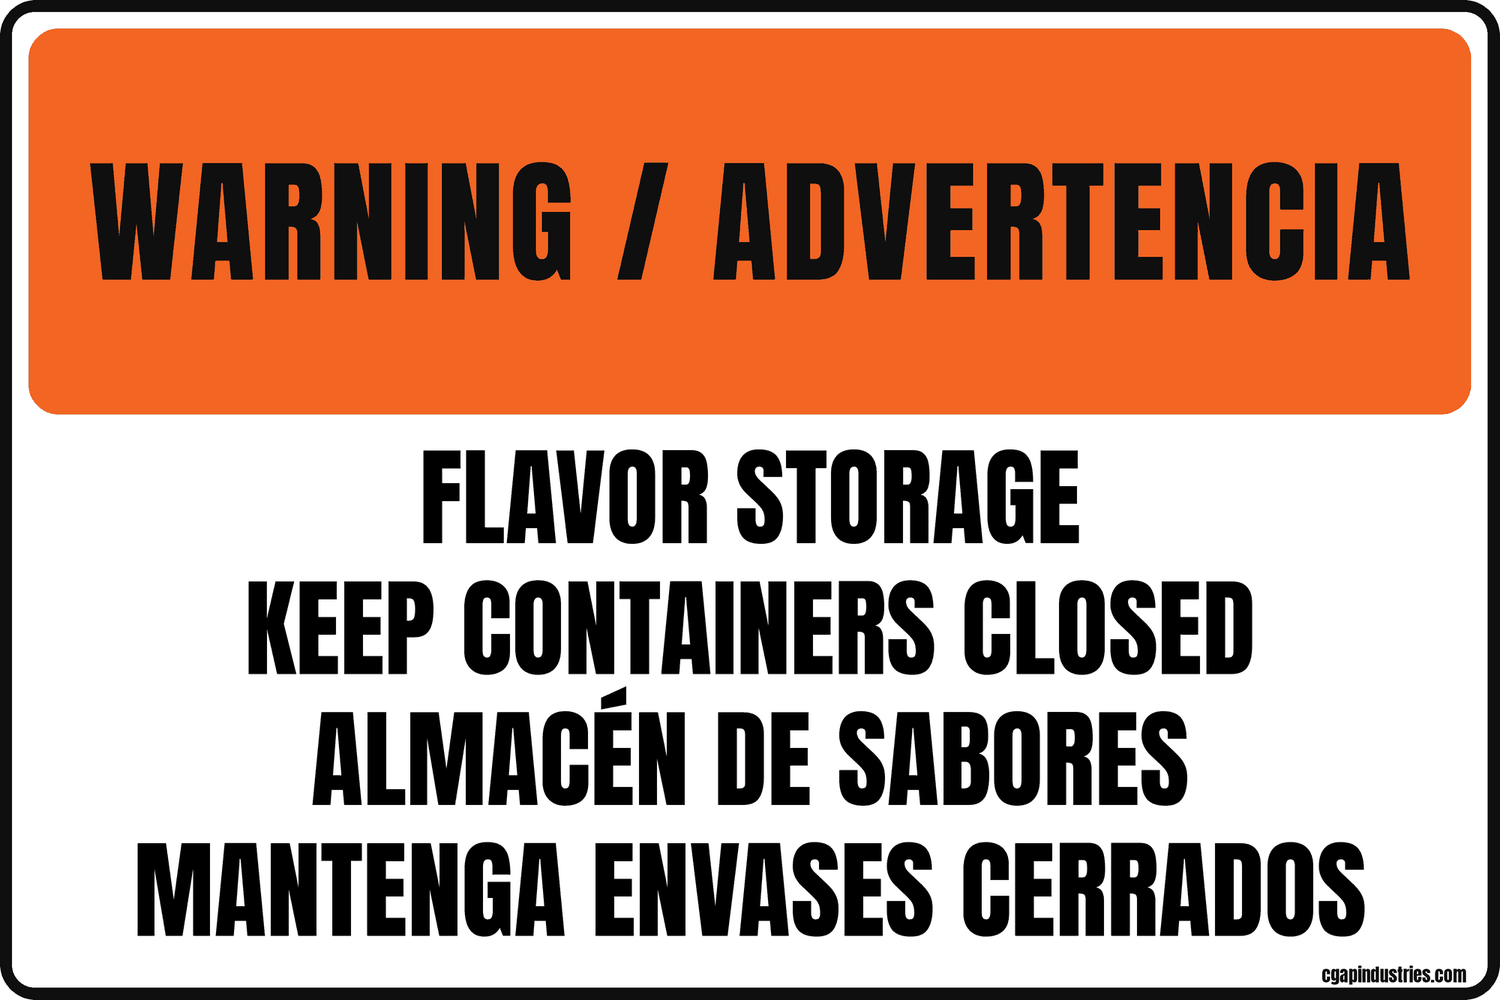 WARNING / ADVERTENCIA
FLAVOR STORAGE
KEEP CONTAINERS CLOSED
ALMACÉN DE SABORES
MANTENGA ENVASES CERRADOS
cgapindustries.com